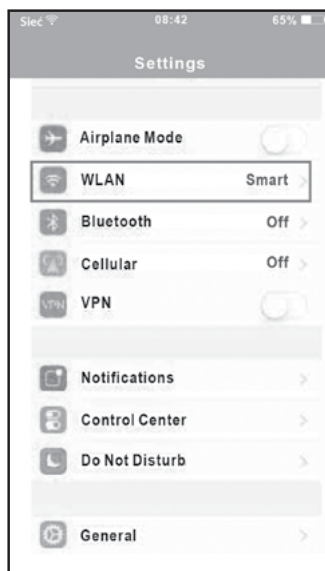 Sieć 08:42 65%
Settings
Airplane Mode
WLAN Smart
Bluetooth Off
Cellular Off
VPN VPN
Notifications
Control Center
Do Not Disturb
General